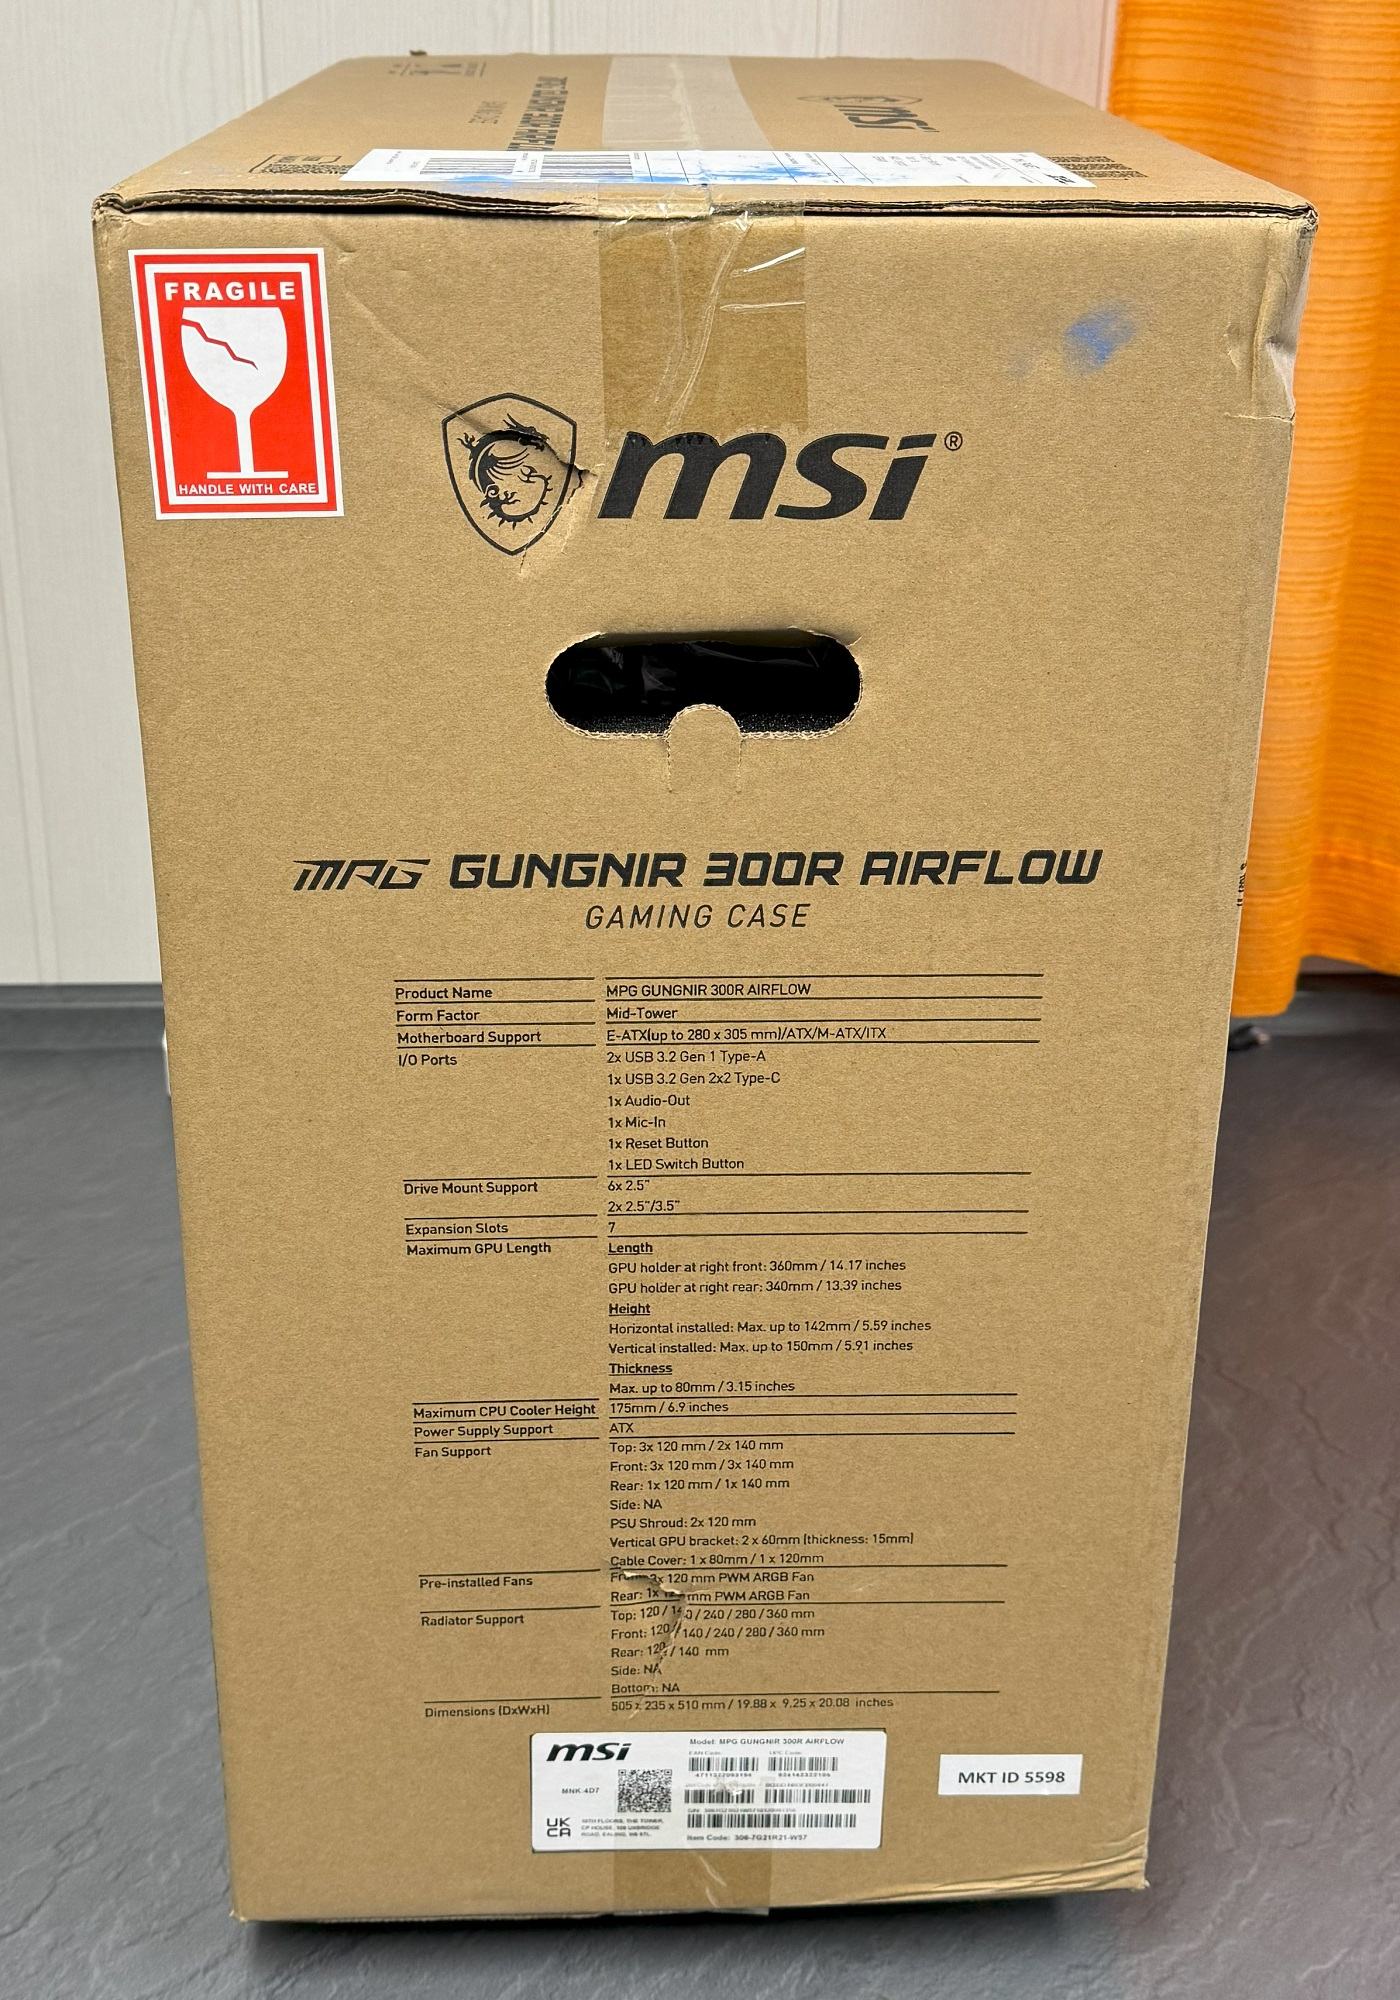 FRAGILE
HANDLE WITH CARE
msi®
MPG GUNGNIR 300R AIRFLOW
GAMING CASE
Product Name MPG GUNGNIR 300R AIRFLOW
Form Factor Mid-Tower
Motherboard Support E-ATX(up to 280 x 305 mm)/ATX/M-ATX/ITX
I/O Ports 2x USB 3.2 Gen 1 Type-A
1x USB 3.2 Gen 2x2 Type-C
1x Audio-Out
1x Mic-In
1x Reset Button
1x LED Switch Button
Drive Mount Support 6x 2.5"
2x 2.5"/3.5"
Expansion Slots 7
Maximum GPU Length Length
GPU holder at right front: 360mm / 14.17 inches
GPU holder at right rear: 340mm / 13.39 inches
Height
Horizontal installed: Max. up to 142mm / 5.59 inches
Vertical installed: Max. up to 150mm / 5.91 inches
Thickness
Max. up to 80mm / 3.15 inches
Maximum CPU Cooler Height 175mm / 6.9 inches
Power Supply Support ATX
Fan Support Top: 3x 120 mm / 2x 140 mm
Front: 3x 120 mm / 3x 140 mm
Rear: 1x 120 mm / 1x 140 mm
Side: NA
PSU Shroud: 2x 120 mm
Vertical GPU bracket: 2 x 60mm (thickness: 15mm)
Cable Cover: 1 x 80mm / 1 x 120mm
Pre-installed Fans 120 mm PWM ARGB Fan
Rear: 1x mm PWM ARGB Fan
Radiator Support Top: 120 / 140 / 240 / 280 / 360 mm
Front: 120 / 140 / 240 / 280 / 360 mm
Rear: 120 / 140 mm
Side: NA
Bottom: NA
Dimensions (DxWxH) 505 x 235 x 510 mm / 19.88 x 9.25 x 20.08 inches
msi
Model: MPG GUNGNIR 300R AIRFLOW
EAN Code:
UPC Code:
MNK-4D7
UK
CA
Item Code: 306-7G21R21-W57
MKT ID 5598